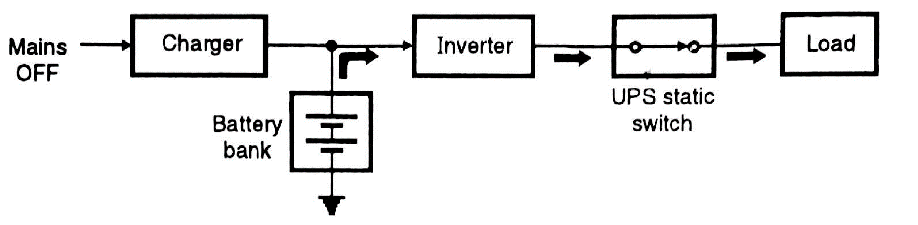 Mains
OFF
Charger
Inverter
Load
Battery
bank
UPS static
switch